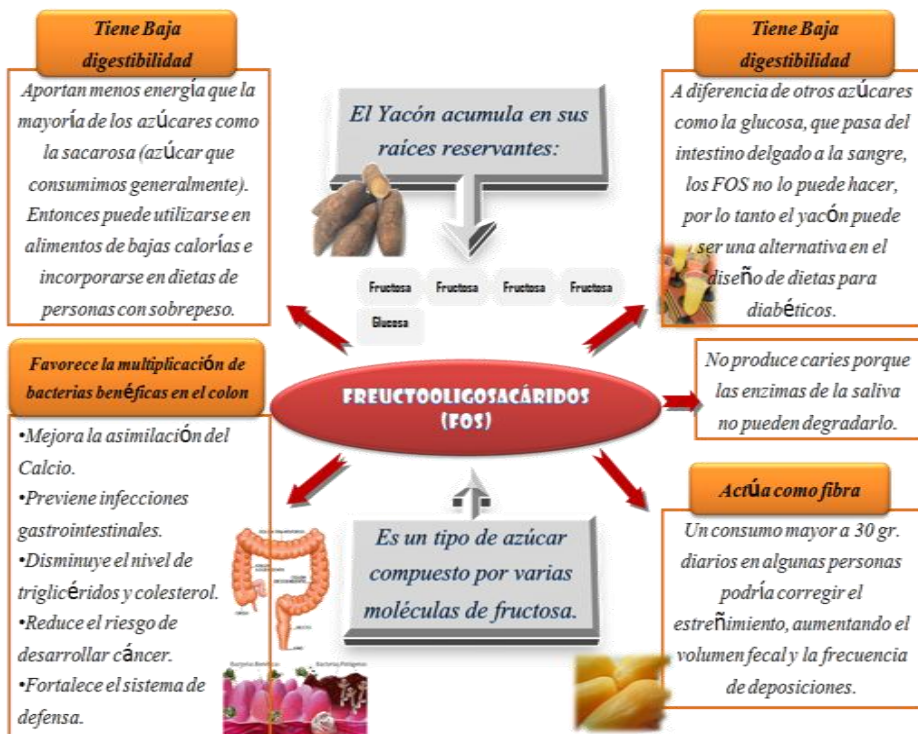 Tiene Baja
digestibilidad
Aportan menos energía que la
mayoría de los azúcares como
la sacarosa (azúcar que
consumimos generalmente).
Entonces puede utilizarse en
alimentos de bajas calorías e
incorporarse en dietas de
personas con sobrepeso.
El Yacón acumula en sus
raíces reservantes:
Fructosa Fructosa Fructosa Fructosa
Glucosa
Tiene Baja
digestibilidad
A diferencia de otros azúcares
como la glucosa, que pasa del
intestino delgado a la sangre,
los FOS no lo puede hacer,
por lo tanto el yacón puede
ser una alternativa en el
diseño de dietas para
diabéticos.
Favorece la multiplicación de
bacterias benéficas en el colon
•Mejora la asimilación del
Calcio.
•Previene infecciones
gastrointestinales.
•Disminuye el nivel de
triglicéridos y colesterol.
•Reduce el riesgo de
desarrollar cáncer.
•Fortalece el sistema de
defensa.
FREUCTOOLIGOSACÁRIDOS
(FOS)
No produce caries porque
las enzimas de la saliva
no pueden degradarlo.
Es un tipo de azúcar
compuesto por varias
moléculas de fructosa.
Actúa como fibra
Un consumo mayor a 30 gr.
diarios en algunas personas
podría corregir el
estreñimiento, aumentando el
volumen fecal y la frecuencia
de deposiciones.